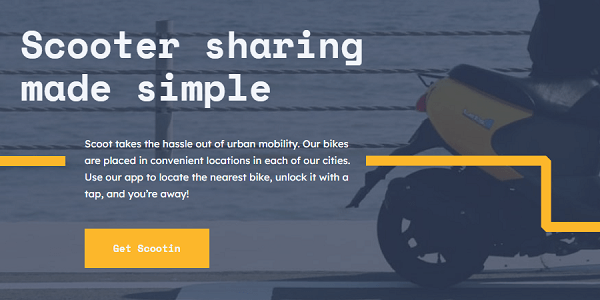 Scooter sharing
made simple
Scoot takes the hassle out of urban mobility. Our bikes
are placed in convenient locations in each of our cities.
Use our app to locate the nearest bike, unlock it with a
tap, and you're away!
Get Scootin